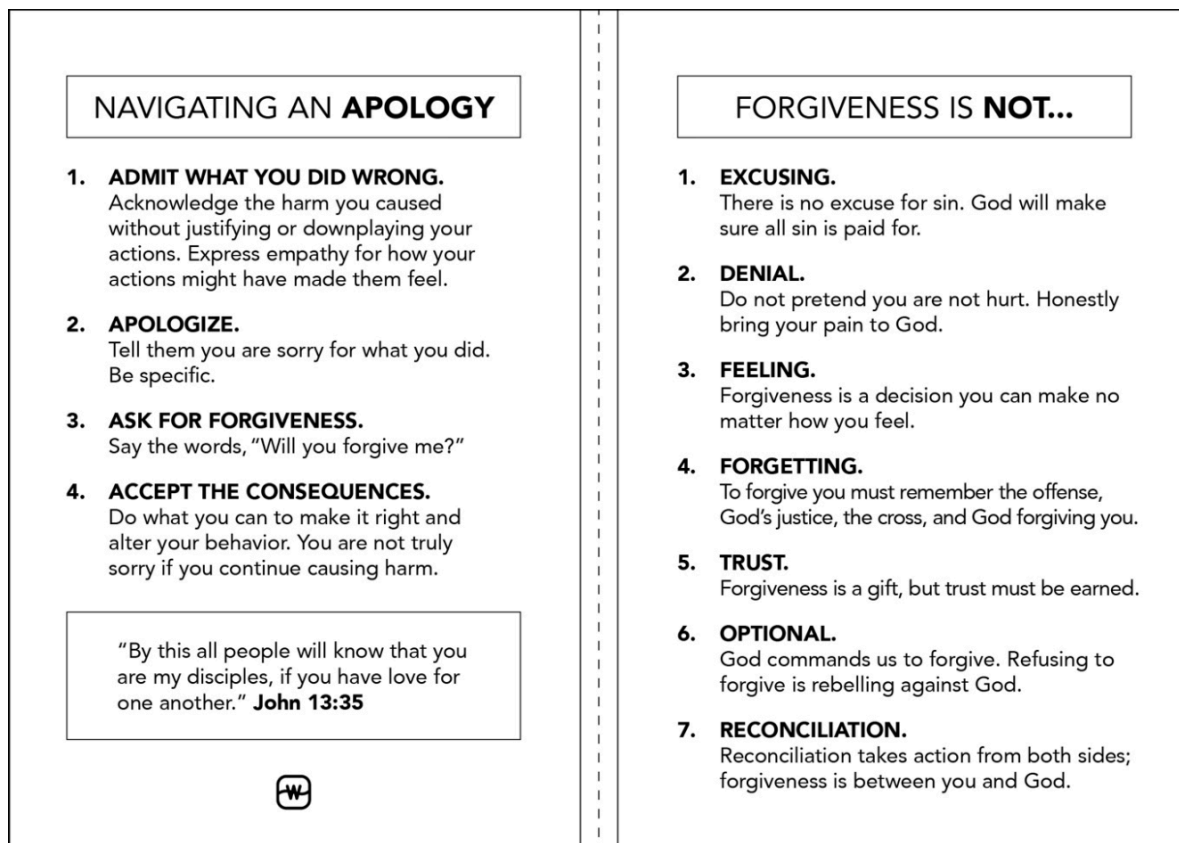 NAVIGATING AN APOLOGY
1. ADMIT WHAT YOU DID WRONG.
Acknowledge the harm you caused
without justifying or downplaying your
actions. Express empathy for how your
actions might have made them feel.
2. APOLOGIZE.
Tell them you are sorry for what you did.
Be specific.
3. ASK FOR FORGIVENESS.
Say the words, “Will you forgive me?”
4. ACCEPT THE CONSEQUENCES.
Do what you can to make it right and
alter your behavior. You are not truly
sorry if you continue causing harm.
“By this all people will know that you
are my disciples, if you have love for
one another.” John 13:35
W
FORGIVENESS IS NOT...
1. EXCUSING.
There is no excuse for sin. God will make
sure all sin is paid for.
2. DENIAL.
Do not pretend you are not hurt. Honestly
bring your pain to God.
3. FEELING.
Forgiveness is a decision you can make no
matter how you feel.
4. FORGETTING.
To forgive you must remember the offense,
God’s justice, the cross, and God forgiving you.
5. TRUST.
Forgiveness is a gift, but trust must be earned.
6. OPTIONAL.
God commands us to forgive. Refusing to
forgive is rebelling against God.
7. RECONCILIATION.
Reconciliation takes action from both sides;
forgiveness is between you and God.